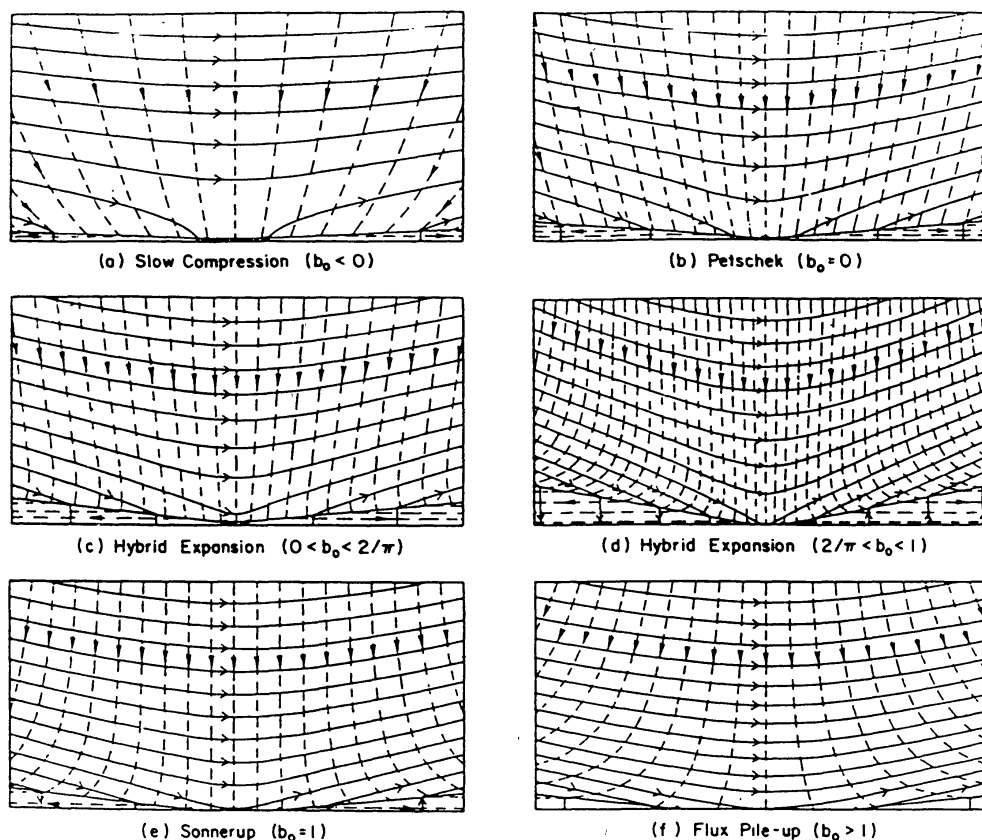 (a) Slow Compression (b₀ < 0)
(b) Petschek (b₀ = 0)
(c) Hybrid Expansion (0 < b₀ < 2/π)
(d) Hybrid Expansion (2/π < b₀ < 1)
(e) Sonnerup (b₀ = 1)
(f) Flux Pile-up (b₀ > 1)